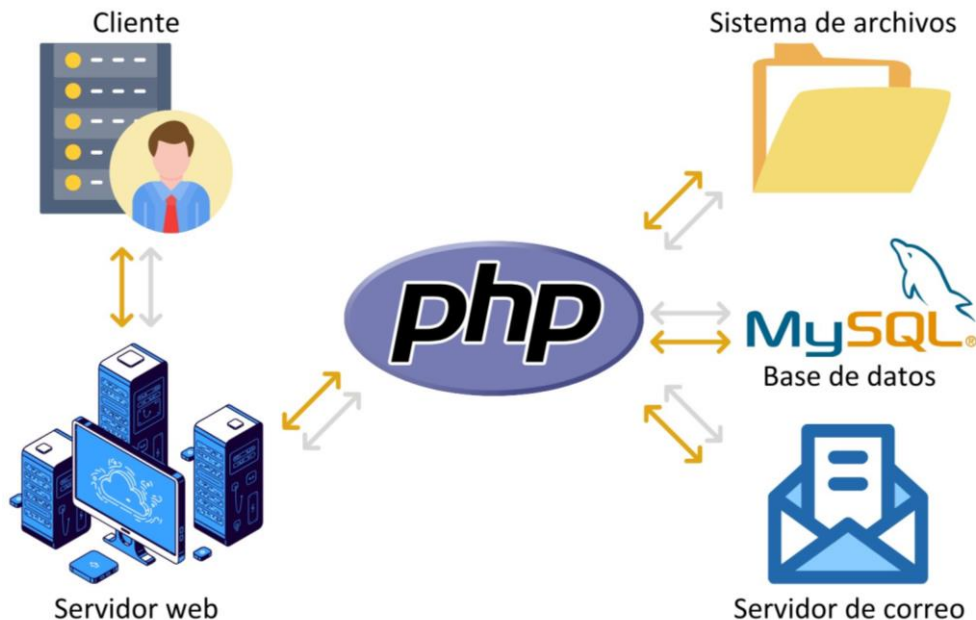 Cliente
Sistema de archivos
php
MySQL®
Base de datos
Servidor web
Servidor de correo